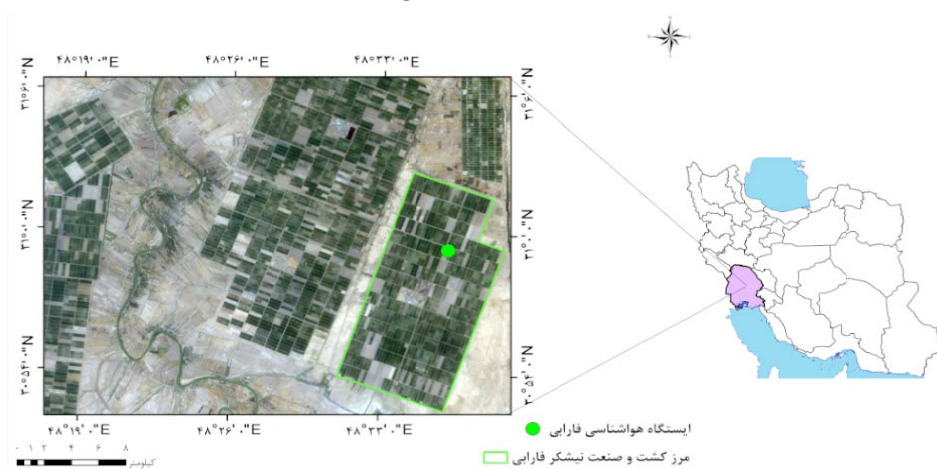 ۴۸°۱۹'۰"E ۴۸°۲۶'۰"E ۴۸°۳۳'۰"E
۳۱°۶'۰"N
۳۱°۰'۰"N
۳۰°۵۴'۰"N
۳۱°۶'۰"N
۳۱°۰'۰"N
۳۰°۵۴'۰"N
۴۸°۱۹'۰"E ۴۸°۲۶'۰"E ۴۸°۳۳'۰"E
ایستگاه هواشناسی فارابی
مرز کشت و صنعت نیشکر فارابی
۰ ۱ ۲ ۴ ۶ ۸
کیلومتر